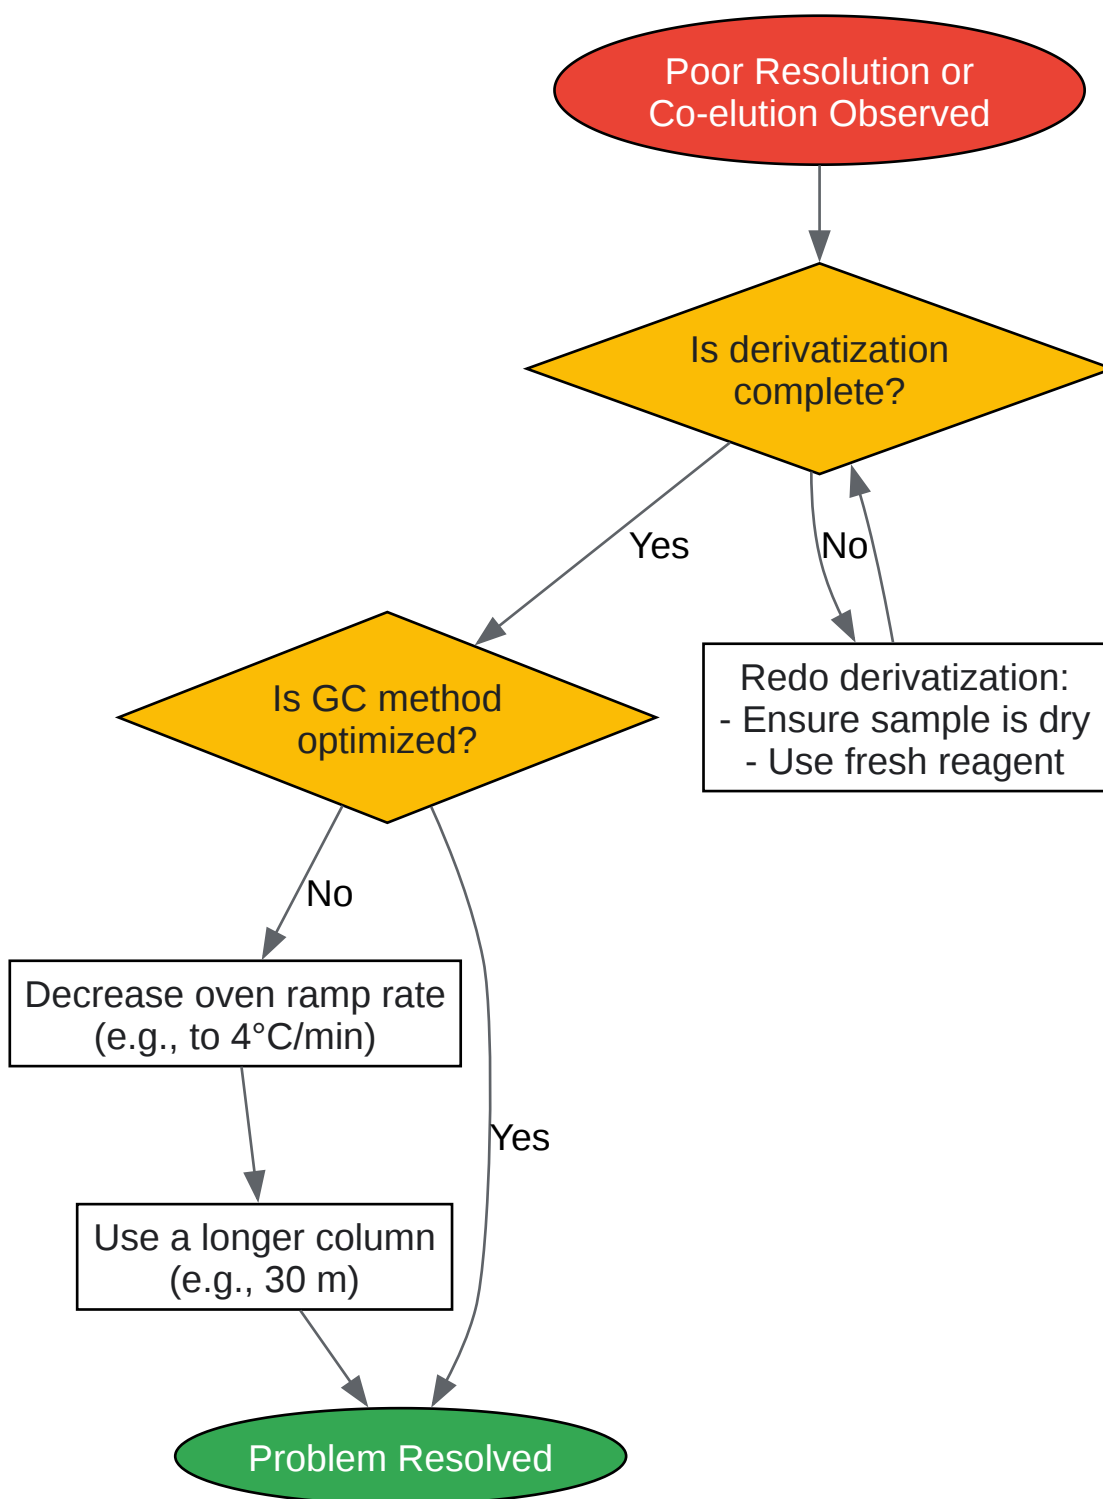 Poor Resolution or
Co-elution Observed
Is derivatization
complete?
Yes
No
Redo derivatization:
- Ensure sample is dry
- Use fresh reagent
Is GC method
optimized?
No
Decrease oven ramp rate
(e.g., to 4°C/min)
Yes
Use a longer column
(e.g., 30 m)
Problem Resolved